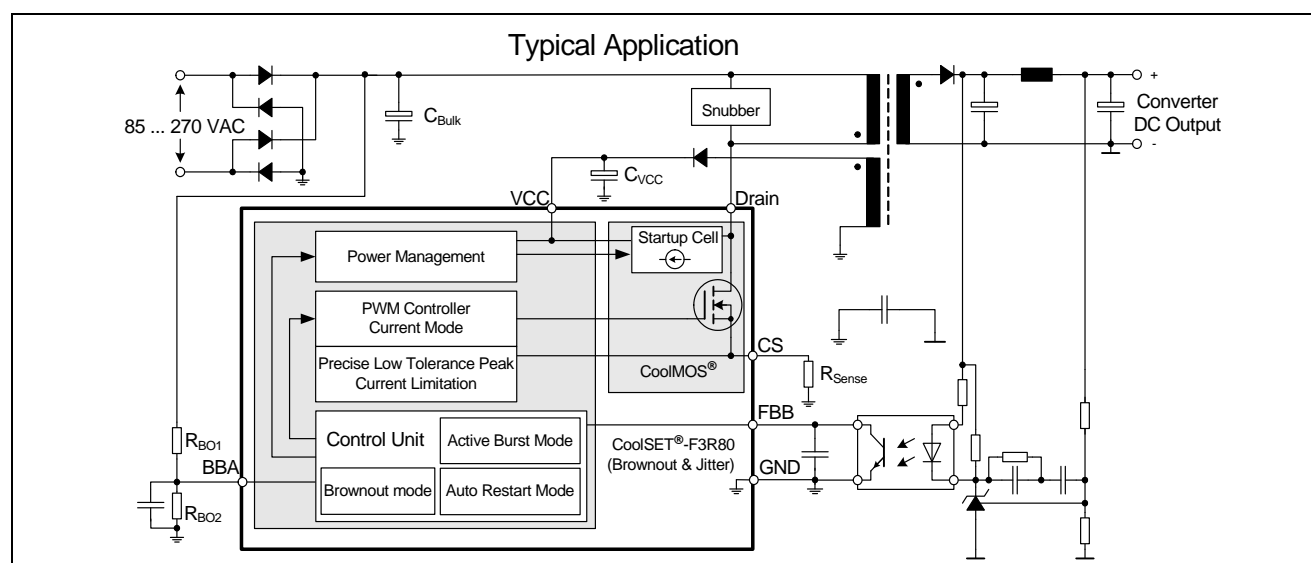 Typical Application
85 ... 270 VAC
CBulk
Snubber
+
Converter
DC Output
-
CVCC
VCC
Drain
Power Management
Startup Cell
PWM Controller
Current Mode
Precise Low Tolerance Peak
Current Limitation
CoolMOS®
CS
RSense
FBB
RBO1
Control Unit
Active Burst Mode
CoolSET®-F3R80
(Brownout & Jitter)
BBA
GND
Brownout mode
Auto Restart Mode
RBO2